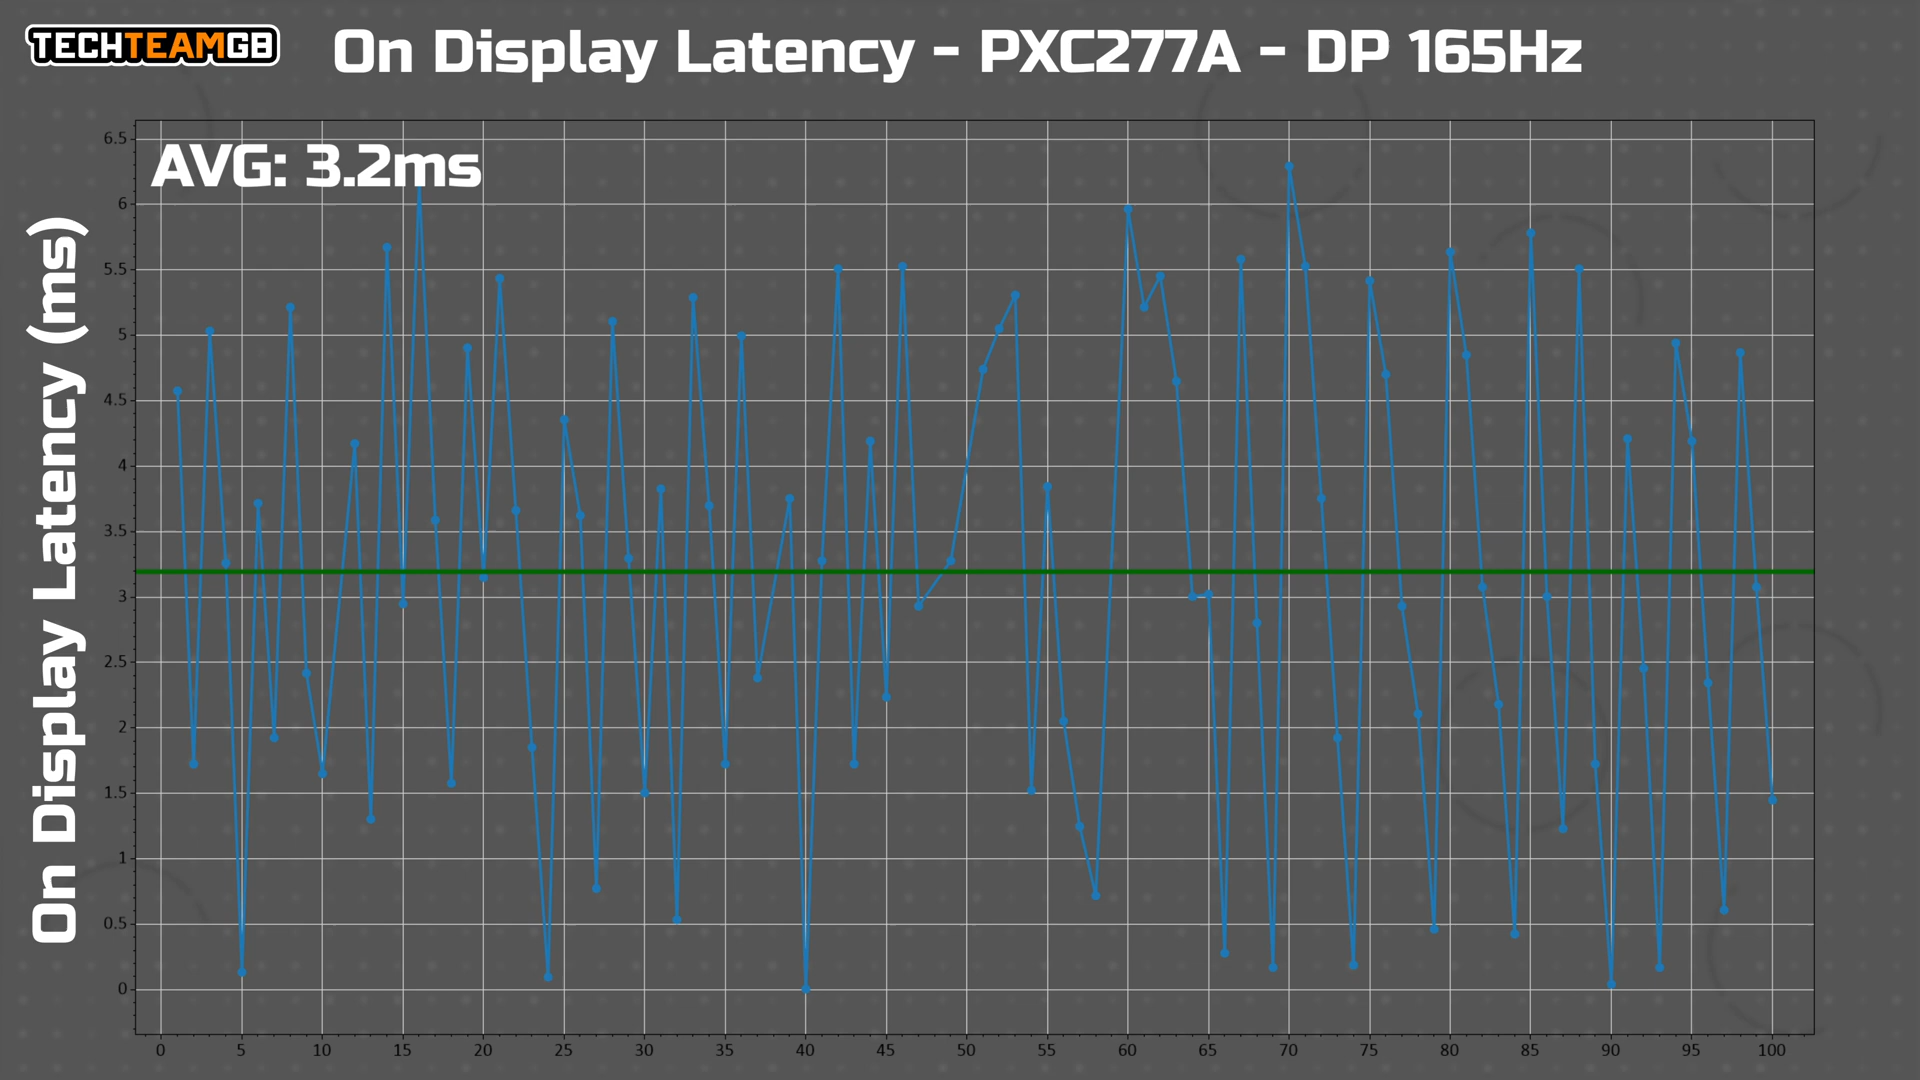 TECHTEAMGB
On Display Latency - PXC277A - DP 165Hz
AVG: 3.2ms
On Display Latency (ms)
6.5
6
5.5
5
4.5
4
3.5
3
2.5
2
1.5
1
0.5
0
0 5 10 15 20 25 30 35 40 45 50 55 60 65 70 75 80 85 90 95 100